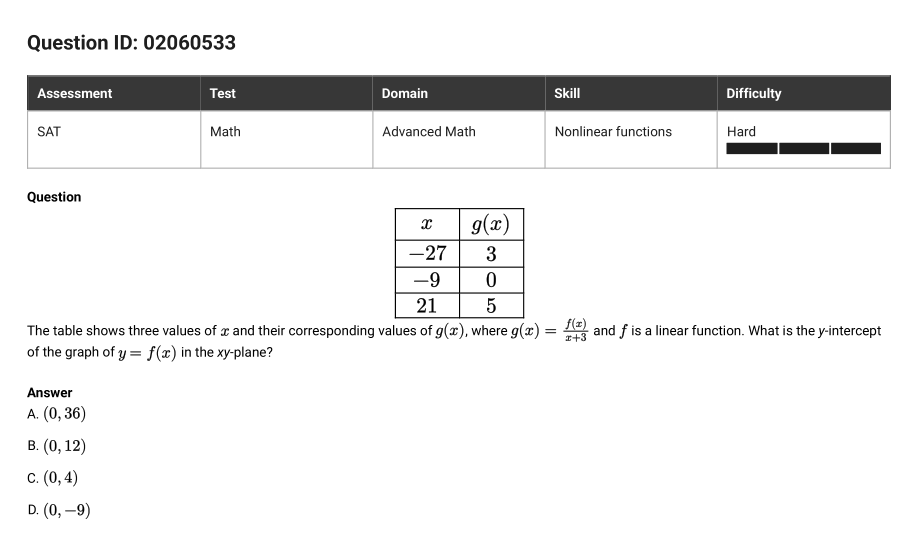 Question ID: 02060533
Assessment Test Domain Skill Difficulty
SAT Math Advanced Math Nonlinear functions Hard
Question
x g(x)
−27 3
−9 0
21 5
The table shows three values of x and their corresponding values of g(x), where g(x) = f(x)/x+3 and f is a linear function. What is the y-intercept
of the graph of y = f(x) in the xy-plane?
Answer
A. (0, 36)
B. (0, 12)
C. (0, 4)
D. (0, −9)